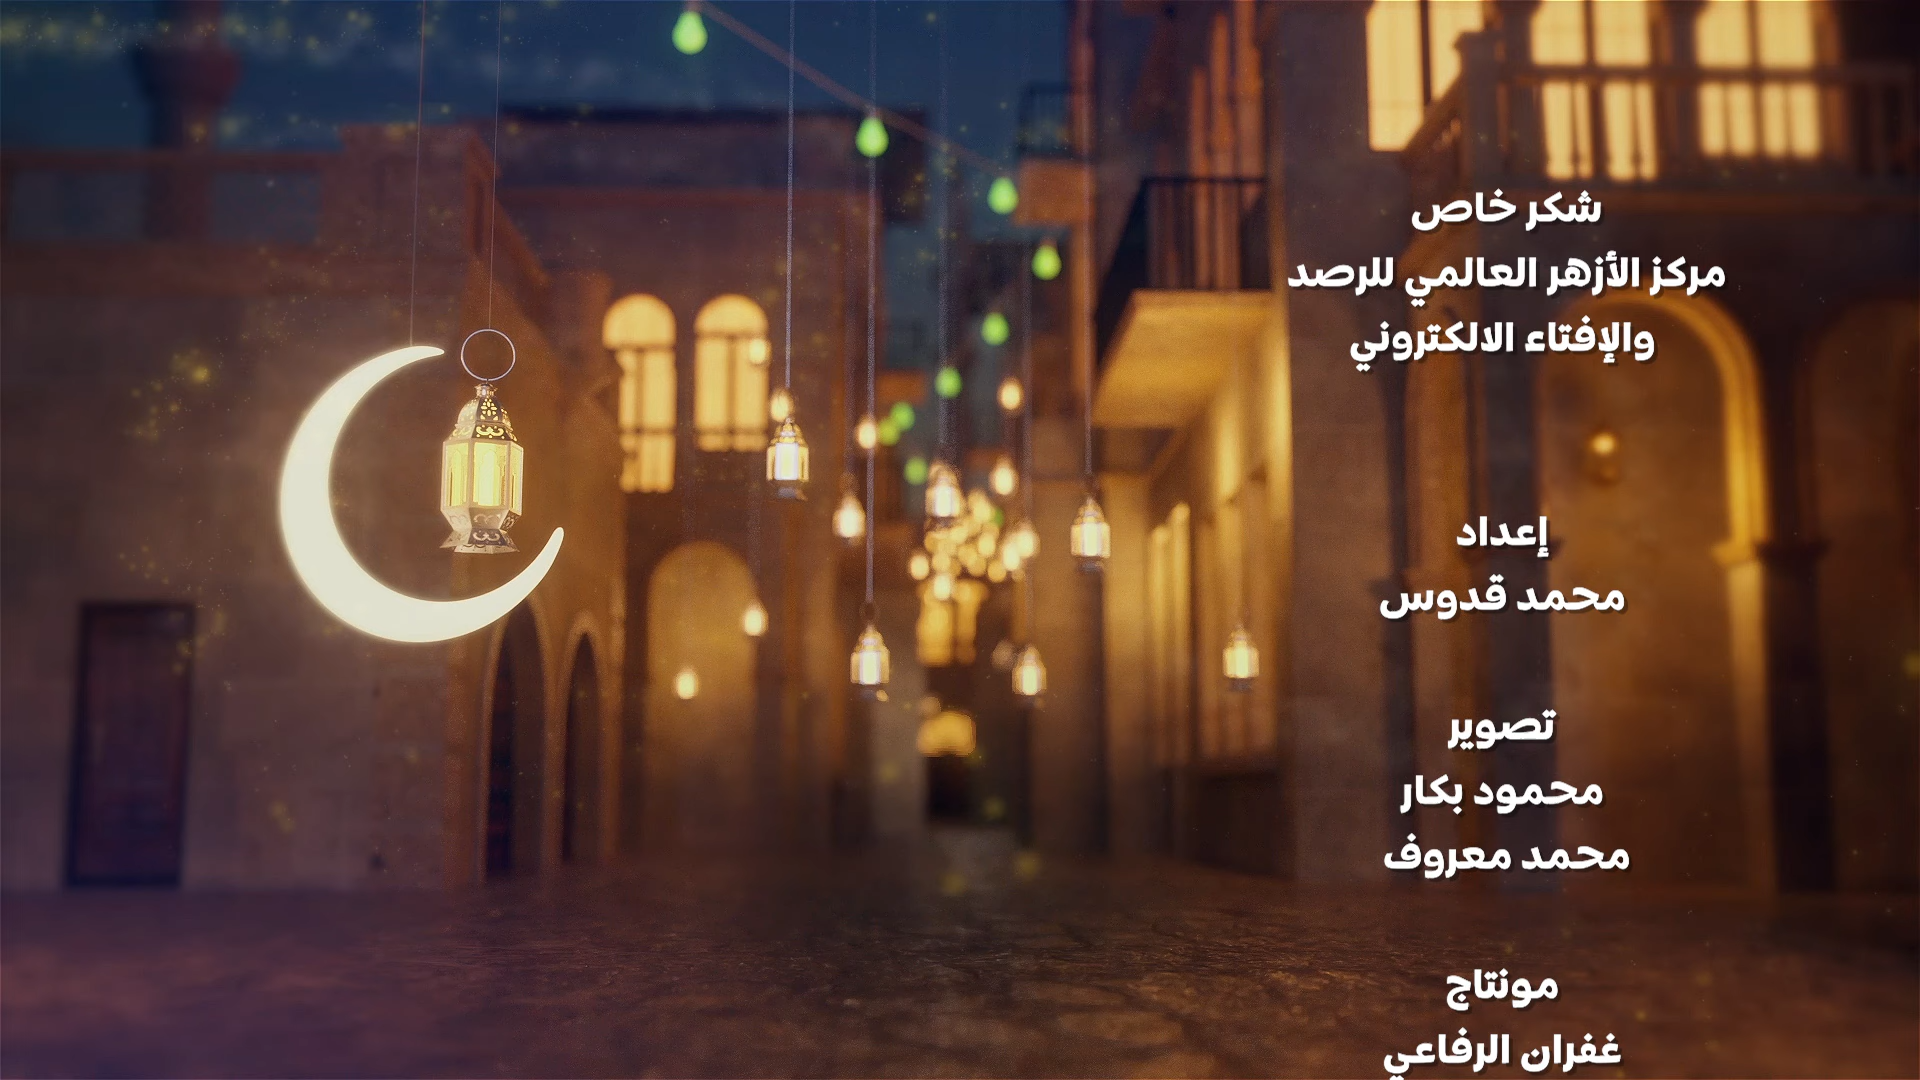 شكر خاص
مركز الأزهر العالمي للرصد
والإفتاء الالكتروني
إعداد
محمد قدوس
تصوير
محمود بكار
محمد معروف
مونتاج
غفران الرفاعي